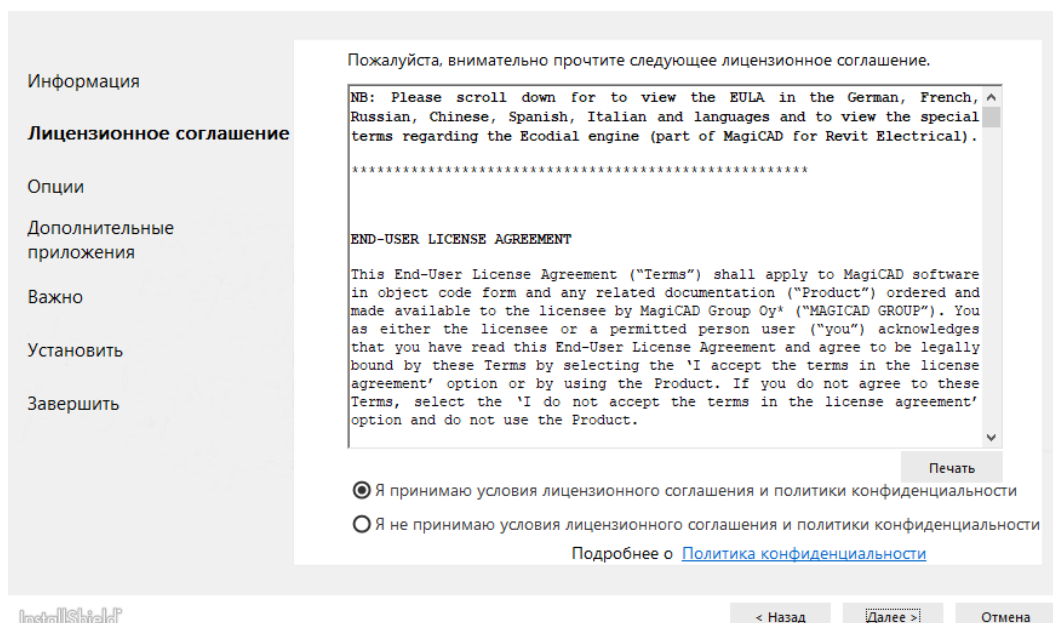 Пожалуйста, внимательно прочтите следующее лицензионное соглашение.
Информация
Лицензионное соглашение
Опции
Дополнительные
приложения
Важно
Установить
Завершить
NB: Please scroll down for to view the EULA in the German, French,
Russian, Chinese, Spanish, Italian and languages and to view the special
terms regarding the Ecodial engine (part of MagiCAD for Revit Electrical).
******************************************************
END-USER LICENSE AGREEMENT
This End-User License Agreement (“Terms”) shall apply to MagiCAD software
in object code form and any related documentation (“Product”) ordered and
made available to the licensee by MagiCAD Group Oy* (“MAGICAD GROUP”). You
as either the licensee or a permitted person user (“you”) acknowledges
that you have read this End-User License Agreement and agree to be legally
bound by these Terms by selecting the ‘I accept the terms in the license
agreement’ option or by using the Product. If you do not agree to these
Terms, select the ‘I do not accept the terms in the license agreement’
option and do not use the Product.
Печать
Я принимаю условия лицензионного соглашения и политики конфиденциальности
Я не принимаю условия лицензионного соглашения и политики конфиденциальности
Подробнее о Политика конфиденциальности
InstallShield
< Назад
Далее >
Отмена